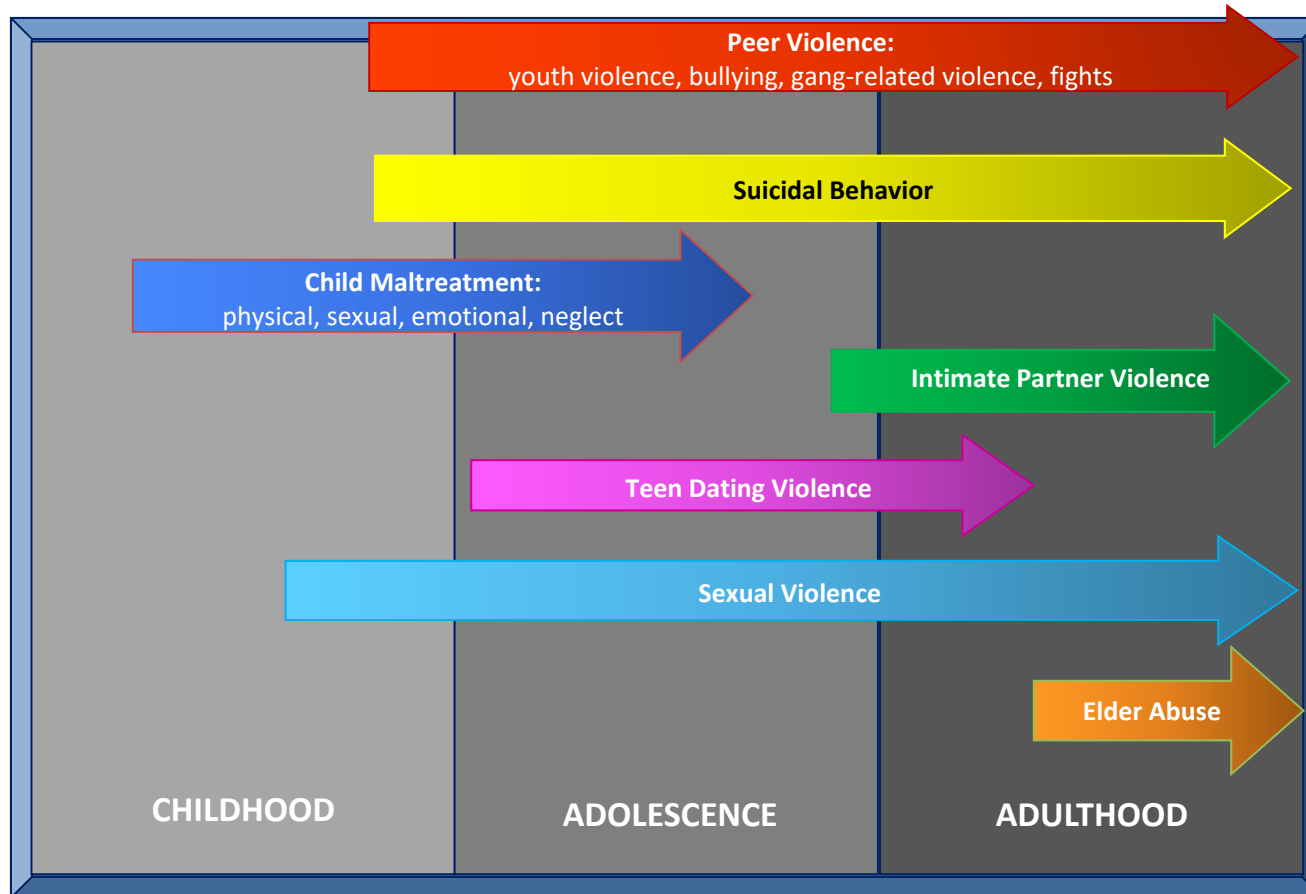 Peer Violence:
youth violence, bullying, gang-related violence, fights
Suicidal Behavior
Child Maltreatment:
physical, sexual, emotional, neglect
Intimate Partner Violence
Teen Dating Violence
Sexual Violence
Elder Abuse
CHILDHOOD
ADOLESCENCE
ADULTHOOD